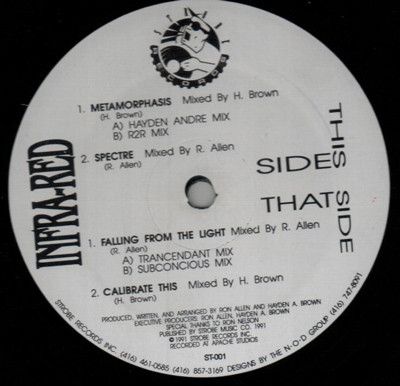 STROBE
RECORDS
1. METAMORPHASIS Mixed By H. Brown
(H. Brown)
A) HAYDEN ANDRE MIX
B) R2R MIX
2. SPECTRE Mixed By R. Allen
(R. Allen)
INFRA-RED
THIS SIDE
SIDE
THAT
1. FALLING FROM THE LIGHT Mixed By R. Allen
(R. Allen)
A) TRANCENDANT MIX
B) SUBCONCIOUS MIX
2. CALIBRATE THIS Mixed By H. Brown
(H. Brown)
PRODUCED, WRITTEN, AND ARRANGED BY RON ALLEN AND HAYDEN A. BROWN
EXECUTIVE PRODUCERS: RON ALLEN, HAYDEN A. BROWN
SPECIAL THANKS TO RON NELSON
PUBLISHED BY STROBE MUSIC CO. 1991
© 1991 STROBE RECORDS INC.
RECORDED AT APACHE STUDIOS
ST-001
STROBE RECORDS INC. (416) 461-0585 (416) 857-3169 DESIGNS BY THE N·O·D GROUP (416) 747-8091